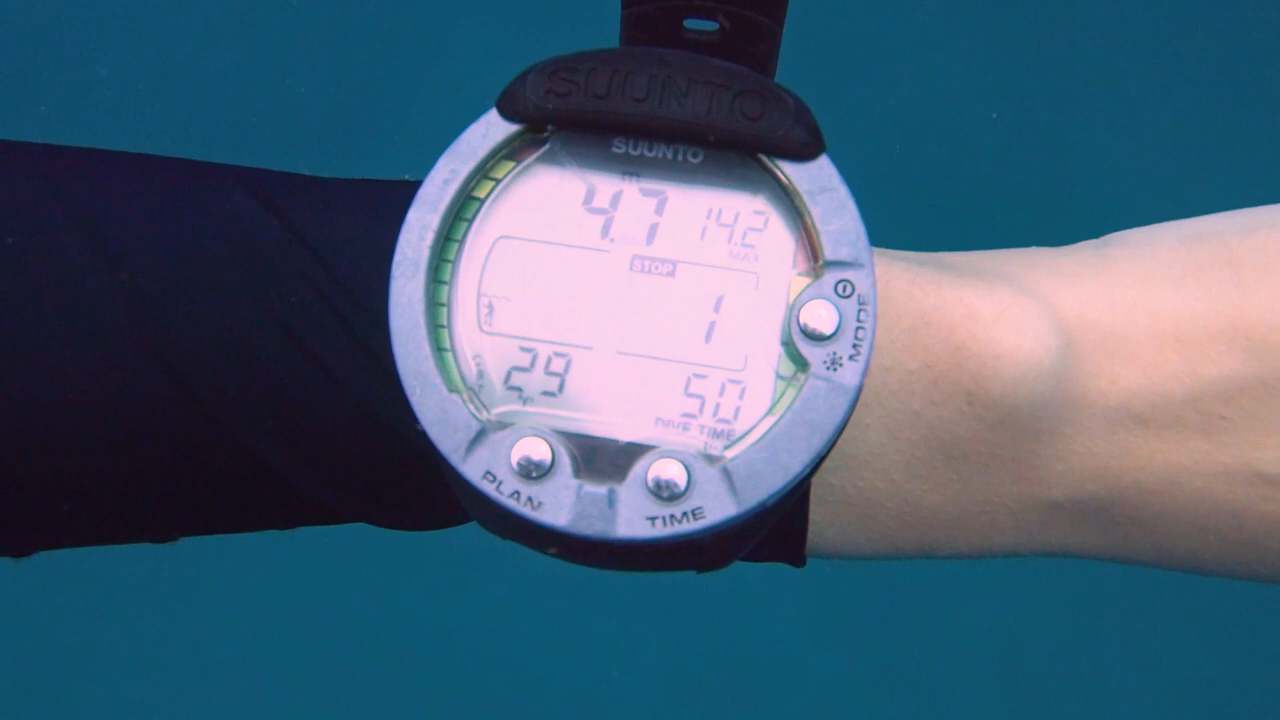 SUUNTO
SUUNTO
m
4.7 14.2
MAX
STOP
1
29 50
°C
DIVE TIME
MODE
PLAN
TIME